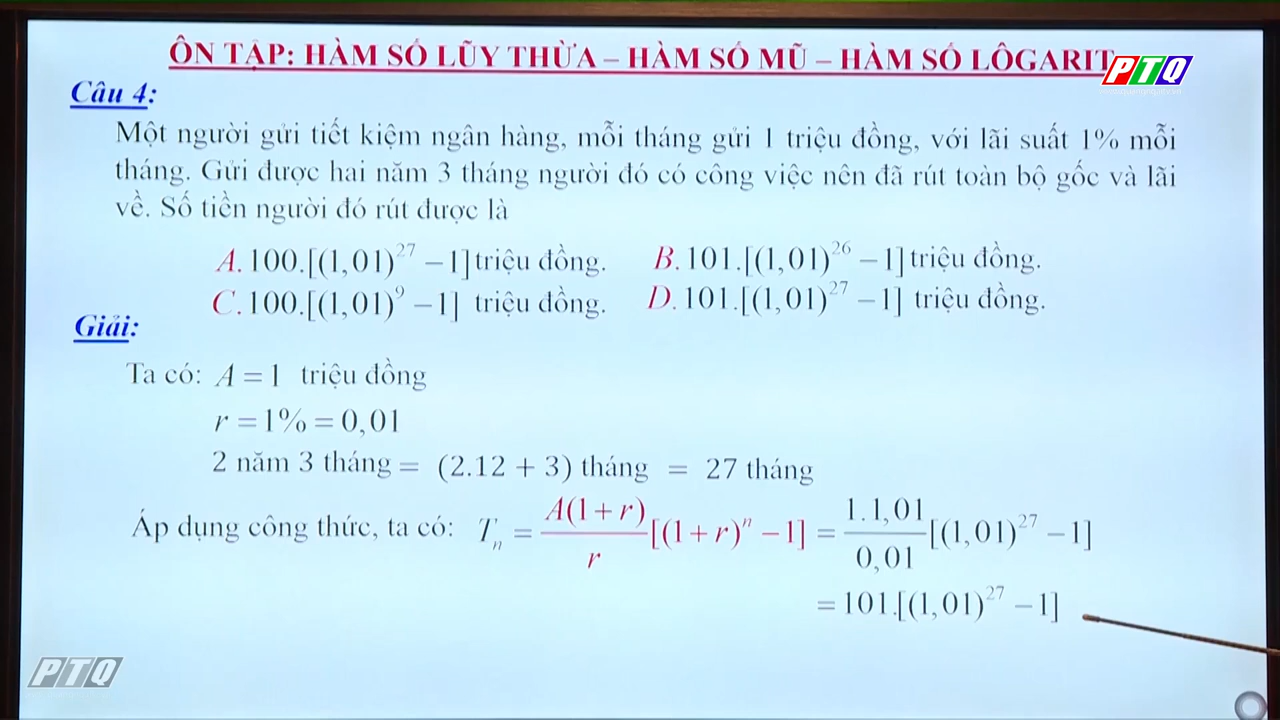 ÔN TẬP: HÀM SỐ LŨY THỪA – HÀM SỐ MŨ – HÀM SỐ LÔGARIT
PTQ
Câu 4:
Một người gửi tiết kiệm ngân hàng, mỗi tháng gửi 1 triệu đồng, với lãi suất 1% mỗi
tháng. Gửi được hai năm 3 tháng người đó có công việc nên đã rút toàn bộ gốc và lãi
về. Số tiền người đó rút được là
A. 100.[(1,01)^27 – 1] triệu đồng. B. 101.[(1,01)^26 – 1] triệu đồng.
C. 100.[(1,01)^9 – 1] triệu đồng. D. 101.[(1,01)^27 – 1] triệu đồng.
Giải:
Ta có: A = 1 triệu đồng
r = 1% = 0,01
2 năm 3 tháng = (2.12 + 3) tháng = 27 tháng
Áp dụng công thức, ta có: T_n = A(1 + r)/r [(1 + r)^n – 1] = 1.1,01/0,01 [(1,01)^27 – 1]
= 101.[(1,01)^27 – 1]
PTQ